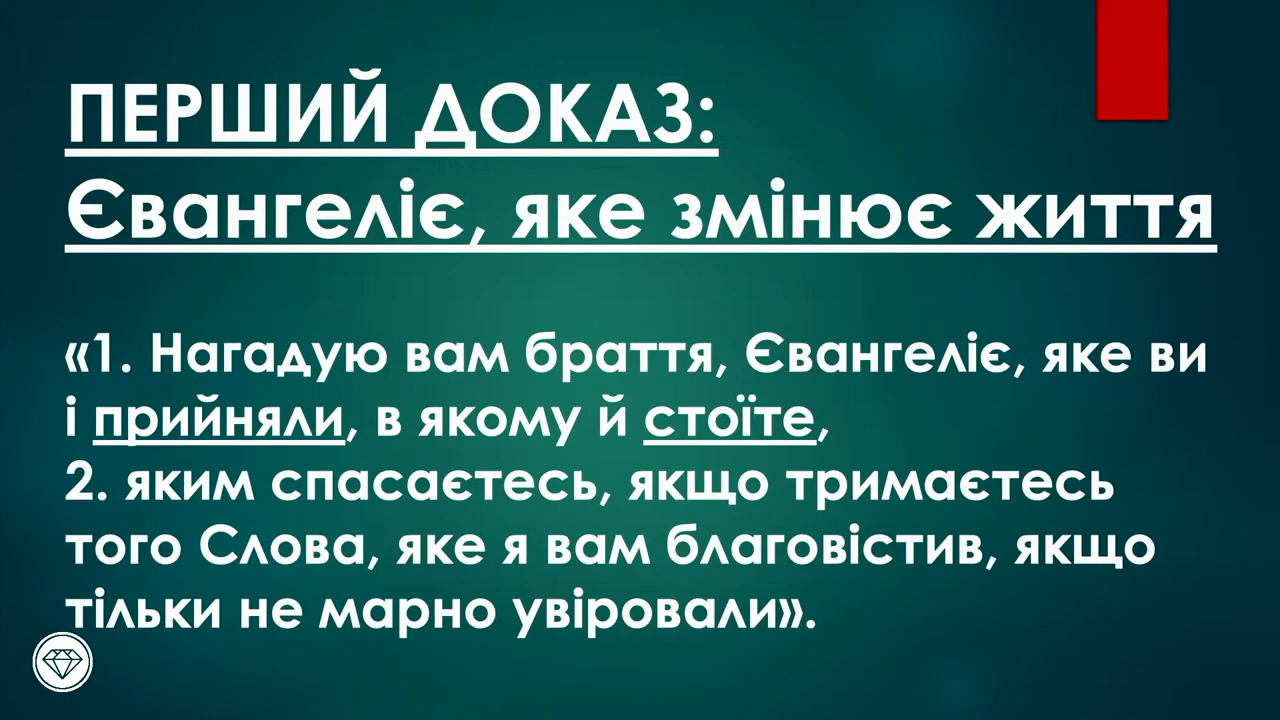 ПЕРШИЙ ДОКАЗ:
Євангеліє, яке змінює життя
«1. Нагадую вам браття, Євангеліє, яке ви
і прийняли, в якому й стоїте,
2. яким спасаєтесь, якщо тримаєтесь
того Слова, яке я вам благовістив, якщо
тільки не марно увіровали».